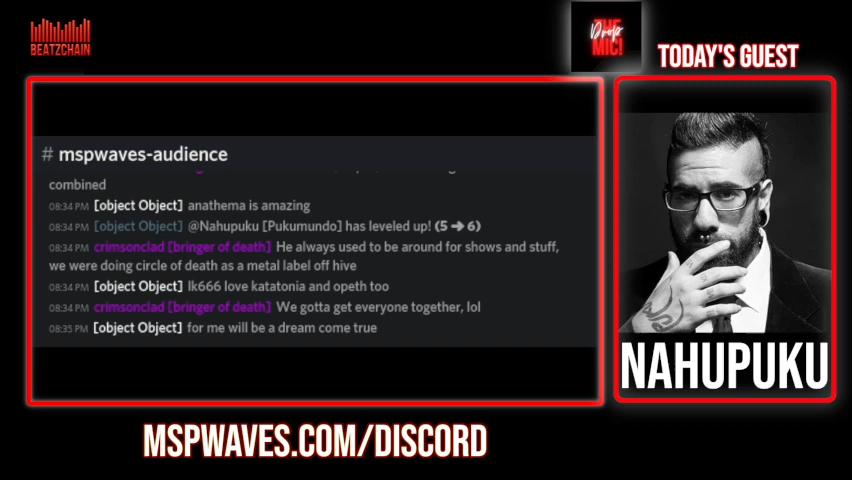 BEATZCHAIN
THE
Drop
MIC!
TODAY'S GUEST
# mspwaves-audience
combined
08:34 PM [object Object] anathema is amazing
08:34 PM [object Object] @Nahupuku [Pukumundo] has leveled up! (5 ➔ 6)
08:34 PM crimsonclad [bringer of death] He always used to be around for shows and stuff,
we were doing circle of death as a metal label off hive
08:34 PM [object Object] lk666 love katatonia and opeth too
08:34 PM crimsonclad [bringer of death] We gotta get everyone together, lol
08:35 PM [object Object] for me will be a dream come true
NAHUPUKU
MSPWAVES.COM/DISCORD